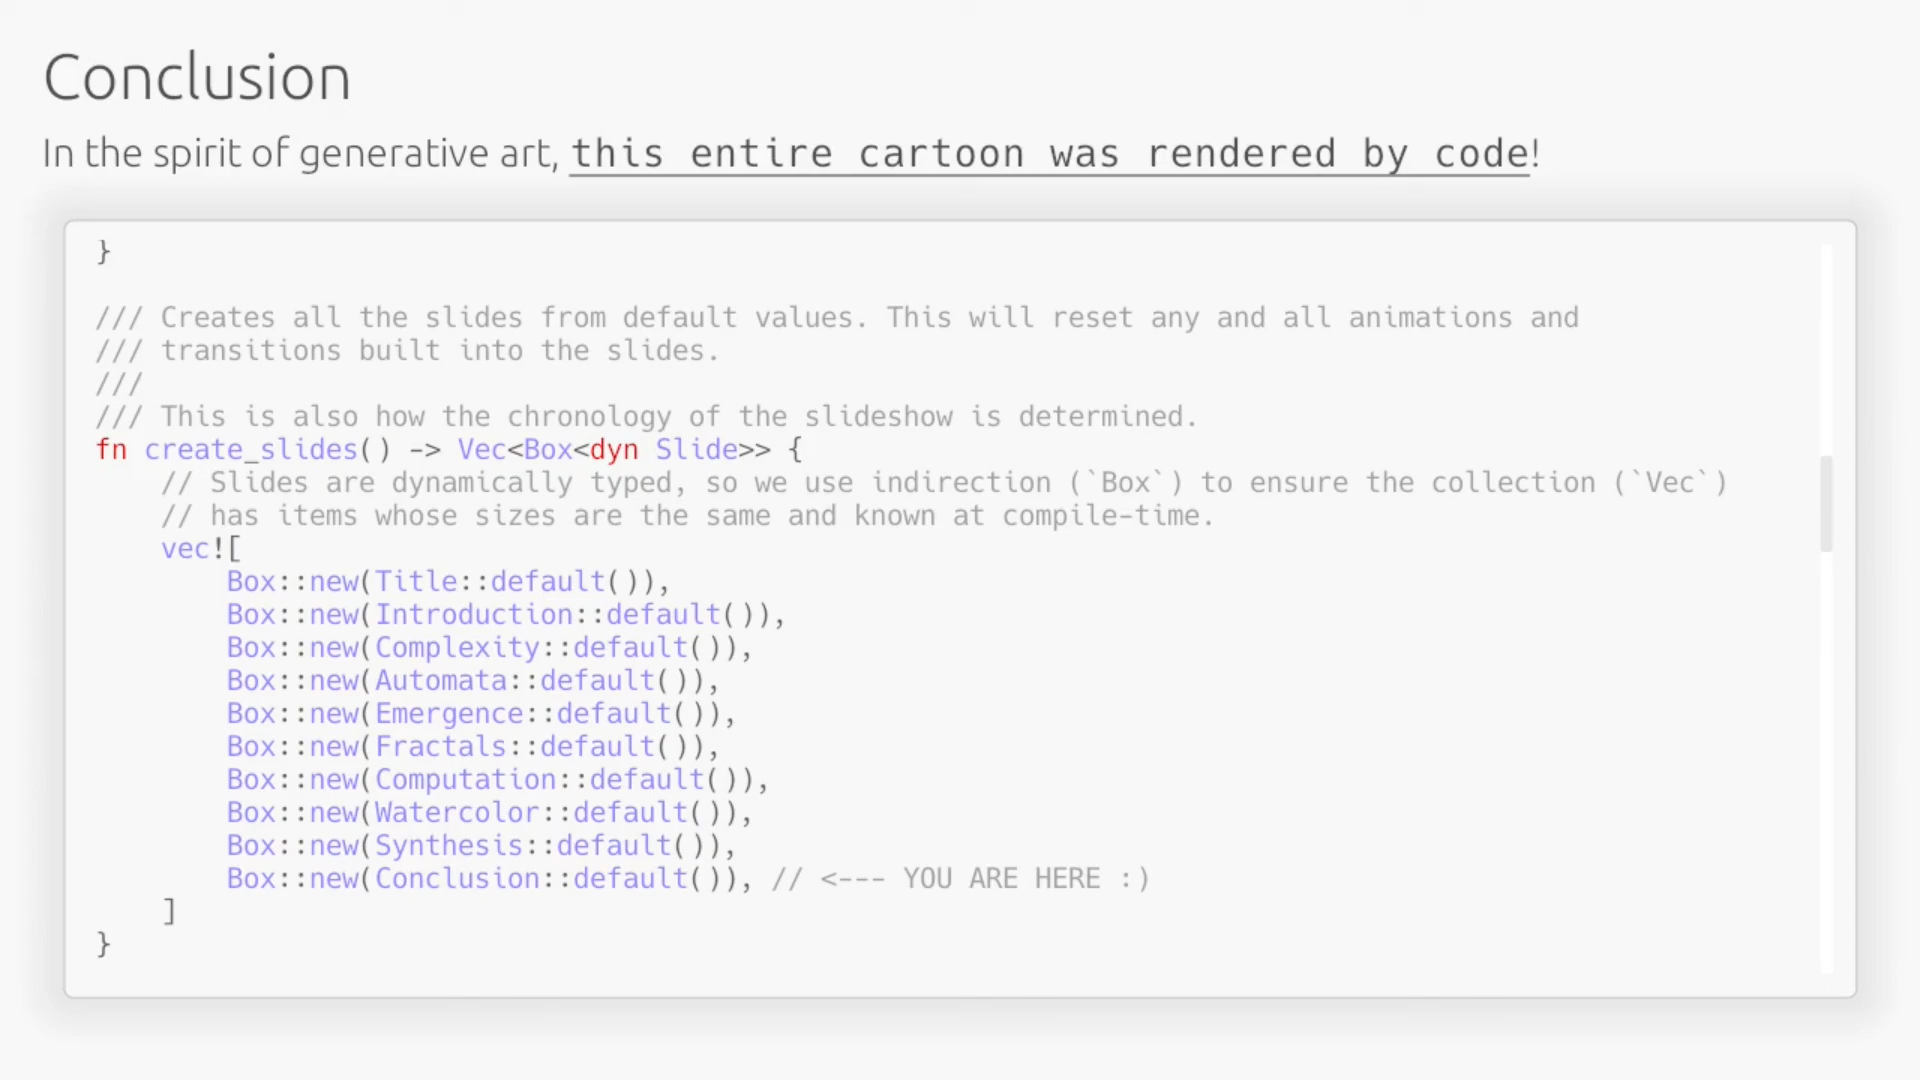 Conclusion
In the spirit of generative art, this entire cartoon was rendered by code!
}
/// Creates all the slides from default values. This will reset any and all animations and
/// transitions built into the slides.
///
/// This is also how the chronology of the slideshow is determined.
fn create_slides() -> Vec<Box<dyn Slide>> {
    // Slides are dynamically typed, so we use indirection (`Box`) to ensure the collection (`Vec`)
    // has items whose sizes are the same and known at compile-time.
    vec![
        Box::new(Title::default()),
        Box::new(Introduction::default()),
        Box::new(Complexity::default()),
        Box::new(Automata::default()),
        Box::new(Emergence::default()),
        Box::new(Fractals::default()),
        Box::new(Computation::default()),
        Box::new(Watercolor::default()),
        Box::new(Synthesis::default()),
        Box::new(Conclusion::default()), // <--- YOU ARE HERE :)
    ]
}